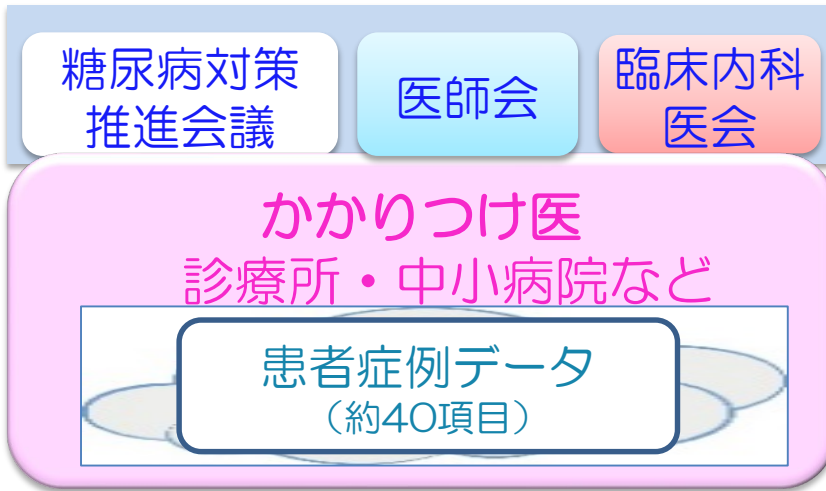 糖尿病対策
推進会議
医師会
臨床内科
医会
かかりつけ医
診療所・中小病院など
患者症例データ
（約40項目）